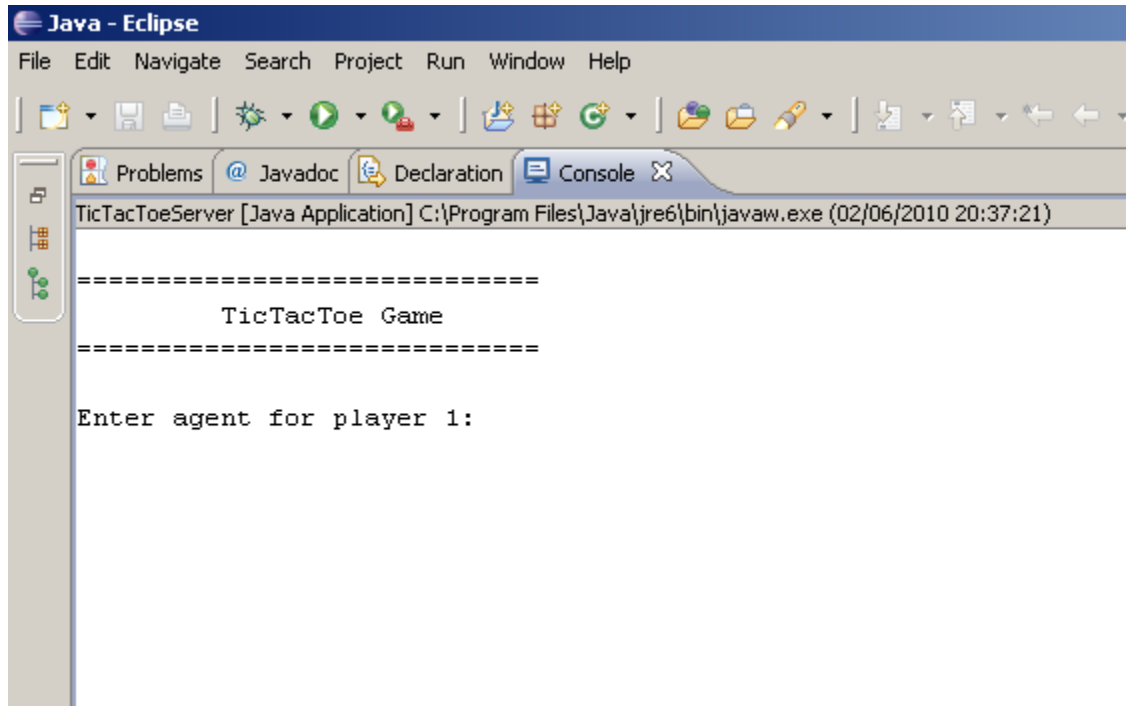 Java - Eclipse
File Edit Navigate Search Project Run Window Help
Problems @ Javadoc Declaration Console
TicTacToeServer [Java Application] C:\Program Files\Java\jre6\bin\javaw.exe (02/06/2010 20:37:21)
=============================
TicTacToe Game
=============================
Enter agent for player 1: